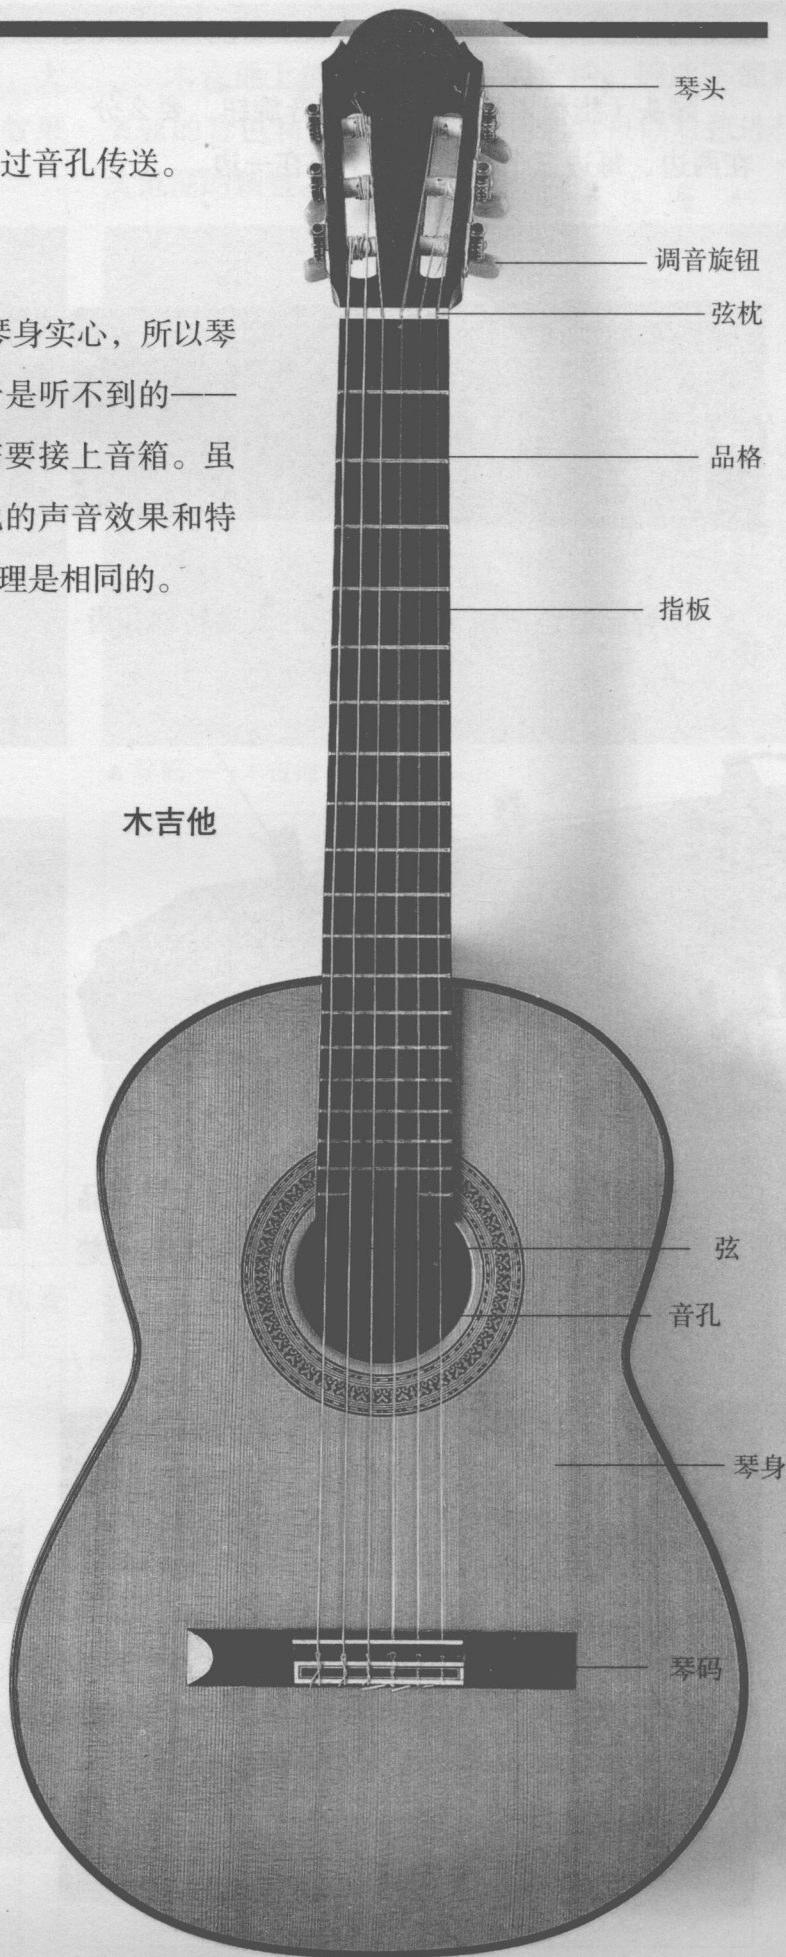 过音孔传送。
琴身实心，所以琴
是听不到的——
要接上音箱。虽
的声音效果和特
理是相同的。
木吉他
琴头
调音旋钮
弦枕
品格
指板
弦
音孔
琴身
琴码